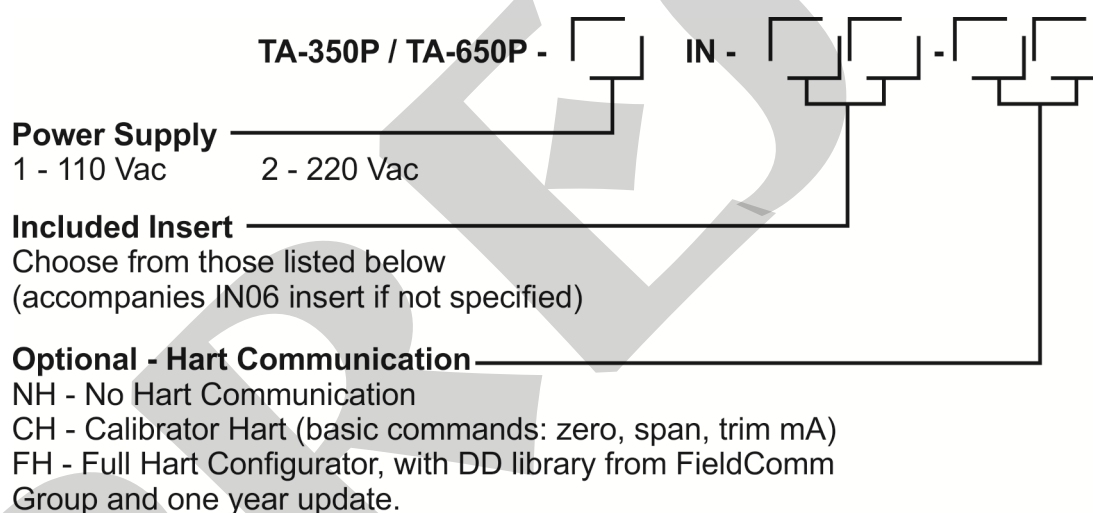 TA-350P / TA-650P - IN - -
Power Supply
1 - 110 Vac 2 - 220 Vac
Included Insert
Choose from those listed below
(accompanies IN06 insert if not specified)
Optional - Hart Communication
NH - No Hart Communication
CH - Calibrator Hart (basic commands: zero, span, trim mA)
FH - Full Hart Configurator, with DD library from FieldComm
Group and one year update.